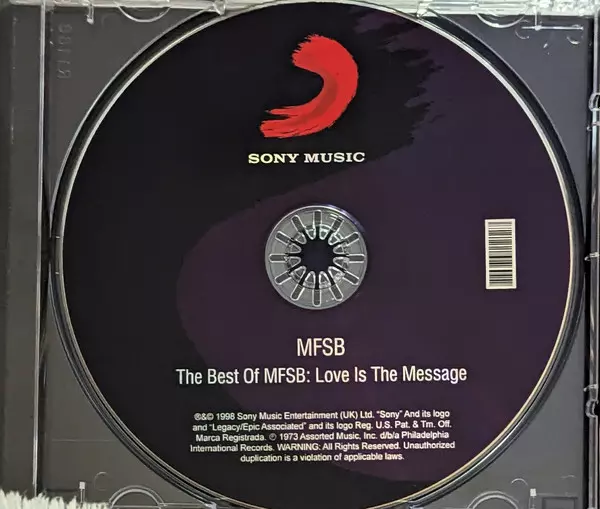 SONY MUSIC
MFSB
The Best Of MFSB: Love Is The Message
℗&© 1998 Sony Music Entertainment (UK) Ltd. "Sony" And its logo
and "Legacy/Epic Associated" and its logo Reg. U.S. Pat. & Tm. Off.
Marca Registrada. ℗ 1973 Assorted Music, Inc. d/b/a Philadelphia
International Records. WARNING: All Rights Reserved. Unauthorized
duplication is a violation of applicable laws.